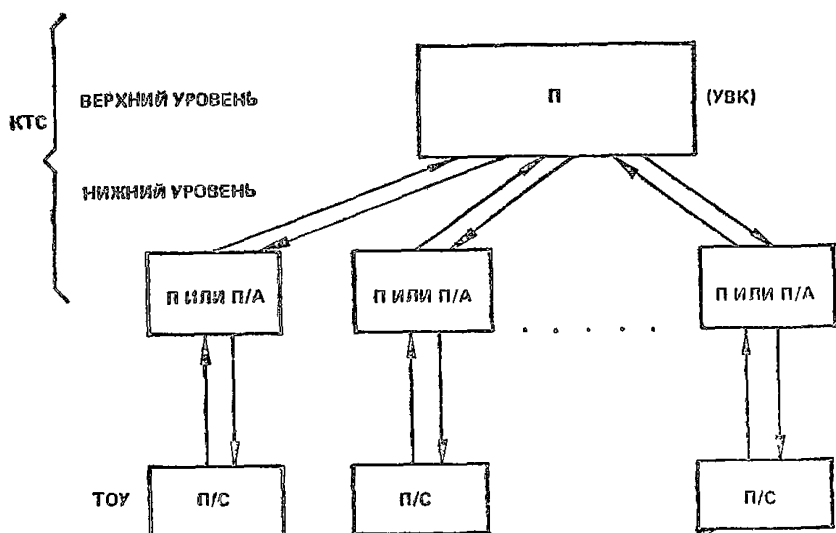 КТС
ВЕРХНИЙ УРОВЕНЬ
П
(УВК)
НИЖНИЙ УРОВЕНЬ
П ИЛИ П/А
П ИЛИ П/А
П ИЛИ П/А
ТОУ
П/С
П/С
П/С